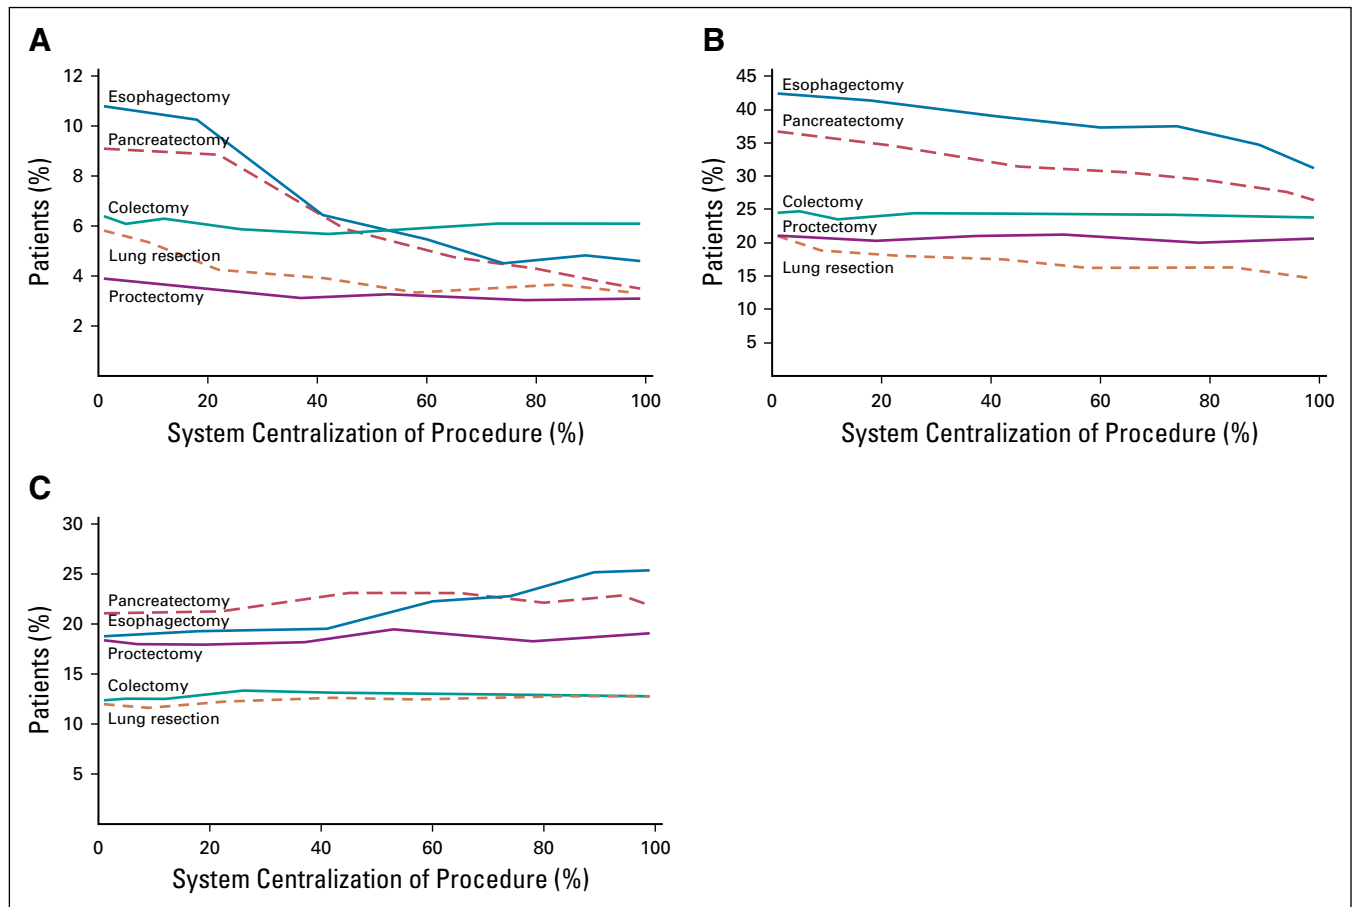 A
12
10
8
6
4
2
Patients (%)
Esophagectomy
Pancreatectomy
Colectomy
Lung resection
Proctectomy
0 20 40 60 80 100
System Centralization of Procedure (%)
B
45
40
35
30
25
20
15
10
5
Patients (%)
Esophagectomy
Pancreatectomy
Colectomy
Proctectomy
Lung resection
0 20 40 60 80 100
System Centralization of Procedure (%)
C
30
25
20
15
10
5
Patients (%)
Pancreatectomy
Esophagectomy
Proctectomy
Colectomy
Lung resection
0 20 40 60 80 100
System Centralization of Procedure (%)